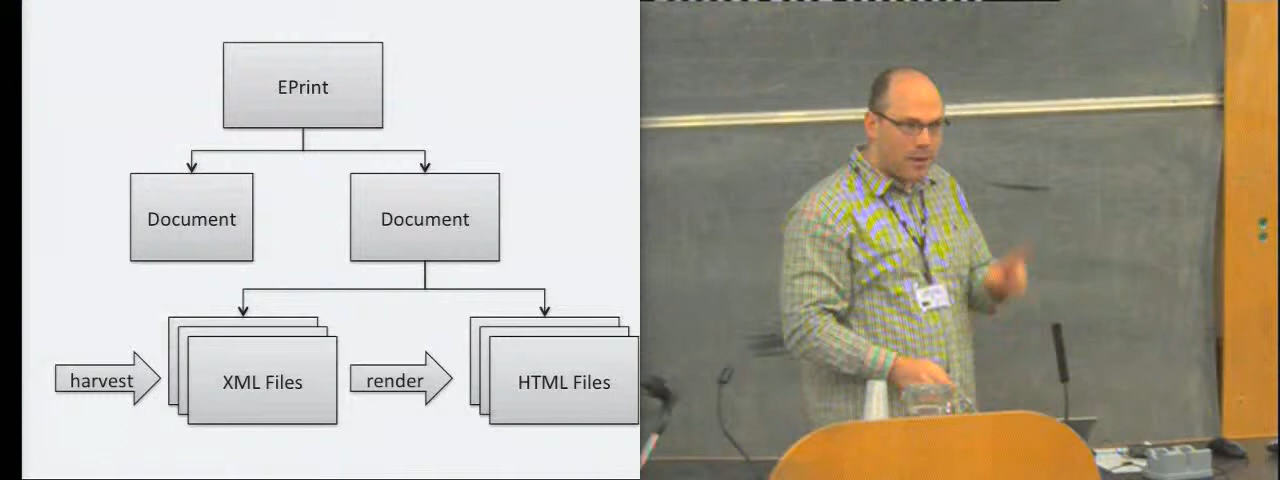 EPrint
Document
Document
harvest
XML Files
render
HTML Files